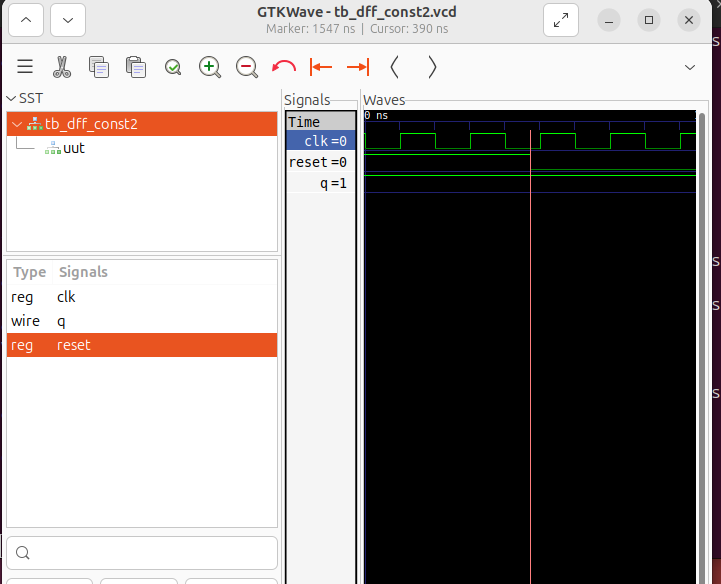 GTKWave - tb_dff_const2.vcd
Marker: 1547 ns | Cursor: 390 ns
SST
tb_dff_const2
uut
Type Signals
reg clk
wire q
reg reset
Signals
Time
clk=0
reset=0
q=1
Waves
0 ns
s
s
s
s